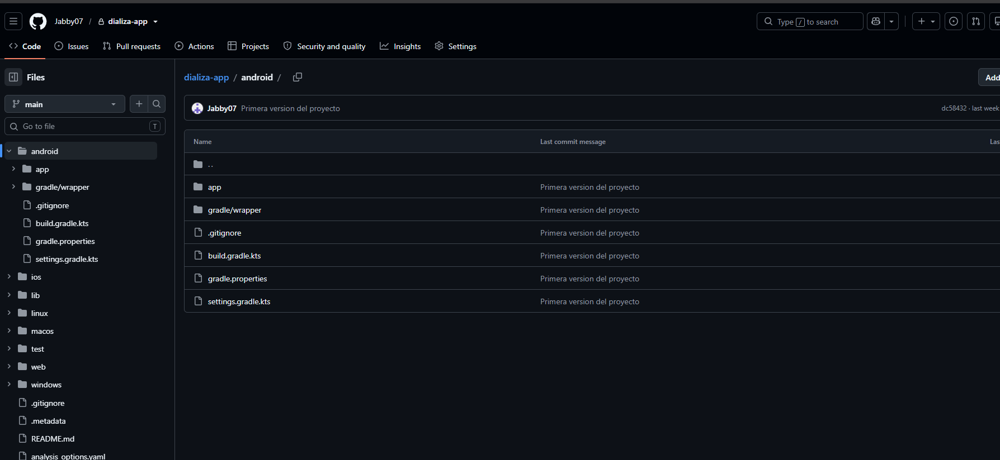 Jabby07 / dializa-app
Type / to search
Code Issues Pull requests Actions Projects Security and quality Insights Settings
Files
main
Go to file T
android
app
gradle/wrapper
.gitignore
build.gradle.kts
gradle.properties
settings.gradle.kts
ios
lib
linux
macos
test
web
windows
.gitignore
.metadata
README.md
analysis_options.yaml
dializa-app / android /
Add
Jabby07 Primera version del proyecto dc58432 · last week
Name Last commit message Las
..
app Primera version del proyecto
gradle/wrapper Primera version del proyecto
.gitignore Primera version del proyecto
build.gradle.kts Primera version del proyecto
gradle.properties Primera version del proyecto
settings.gradle.kts Primera version del proyecto